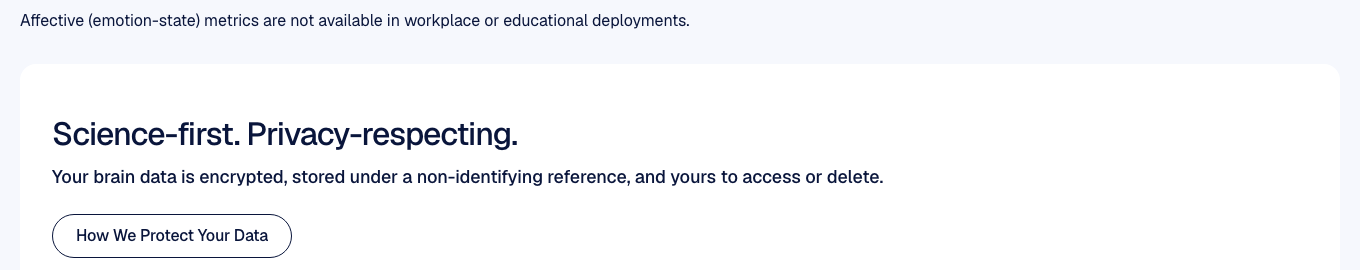 Affective (emotion-state) metrics are not available in workplace or educational deployments.
Science-first. Privacy-respecting.
Your brain data is encrypted, stored under a non-identifying reference, and yours to access or delete.
How We Protect Your Data